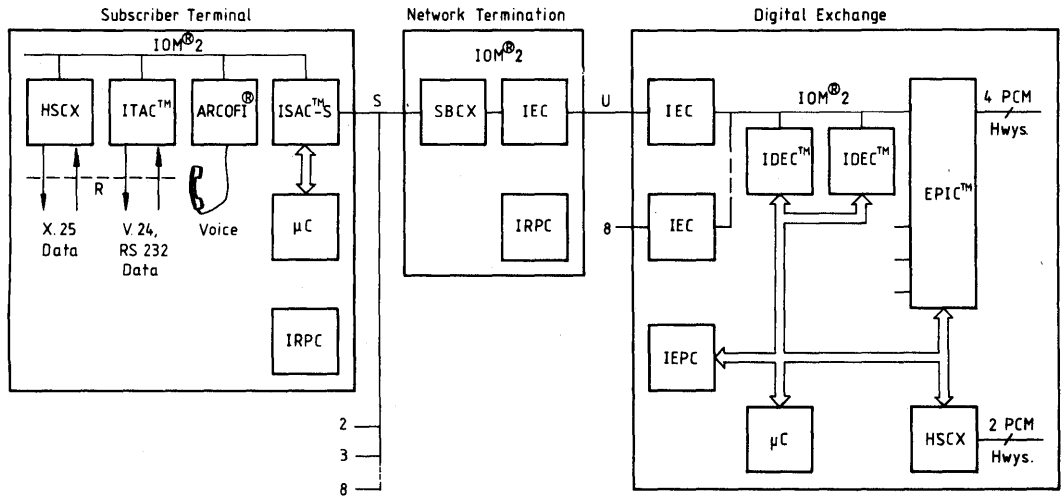 Subscriber Terminal
IOM®2
HSCX
ITAC™
ARCOFI®
ISAC™-S
R
X.25
Data
V.24,
RS 232
Data
Voice
µC
IRPC
S
2
3
8
Network Termination
IOM®2
SBCX
IEC
IRPC
U
8
Digital Exchange
IEC
IOM®2
IDEC™
IDEC™
EPIC™
4 PCM
Hwys.
IEC
IEPC
µC
HSCX
2 PCM
Hwys.